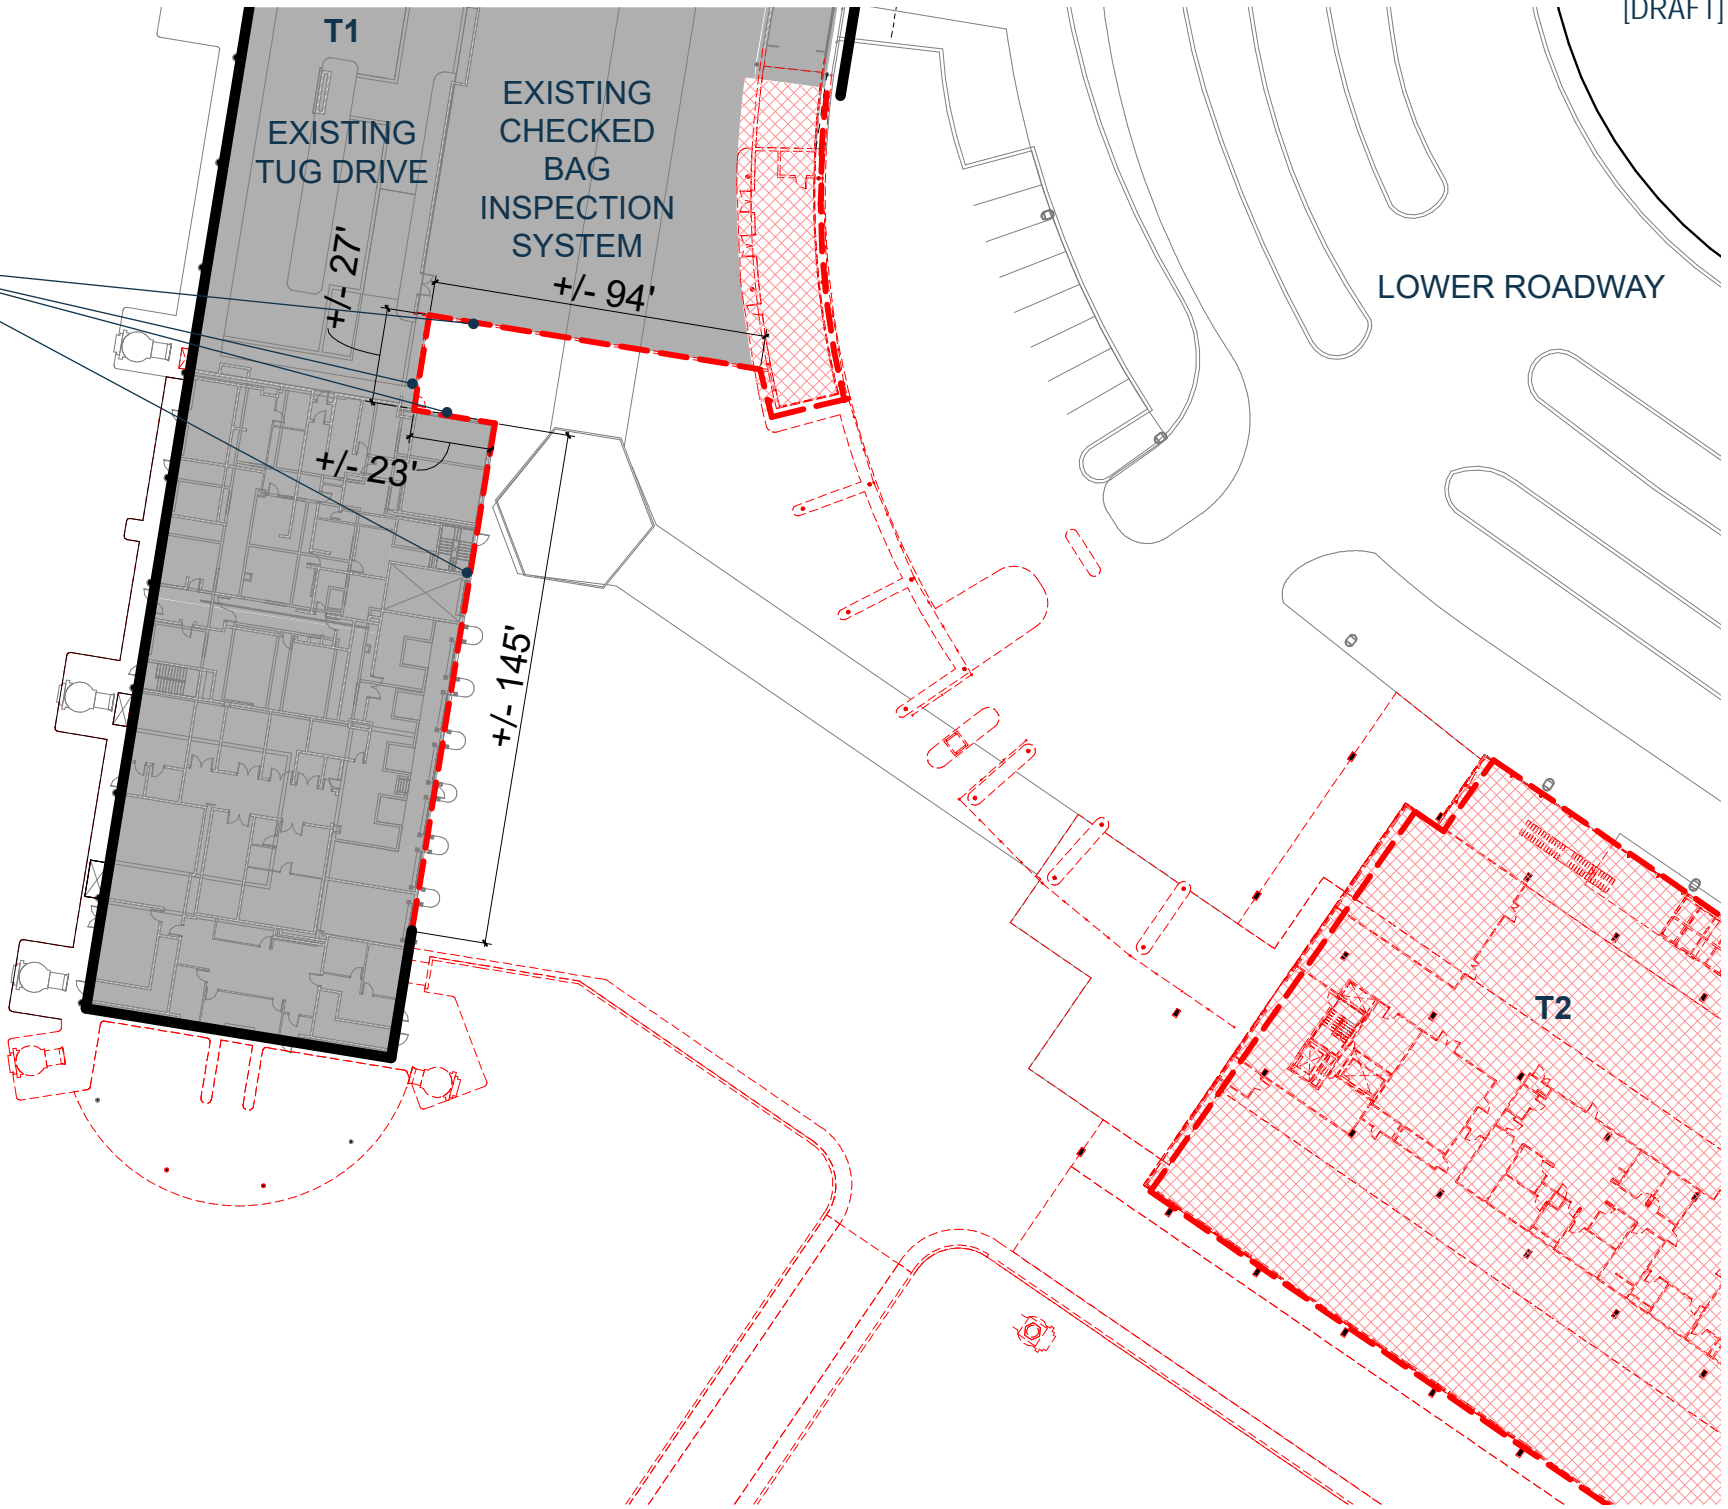 [DRAFT]
T1
EXISTING
TUG DRIVE
EXISTING
CHECKED
BAG
INSPECTION
SYSTEM
+/- 27'
+/- 94'
LOWER ROADWAY
+/- 23'
+/- 145'
T2